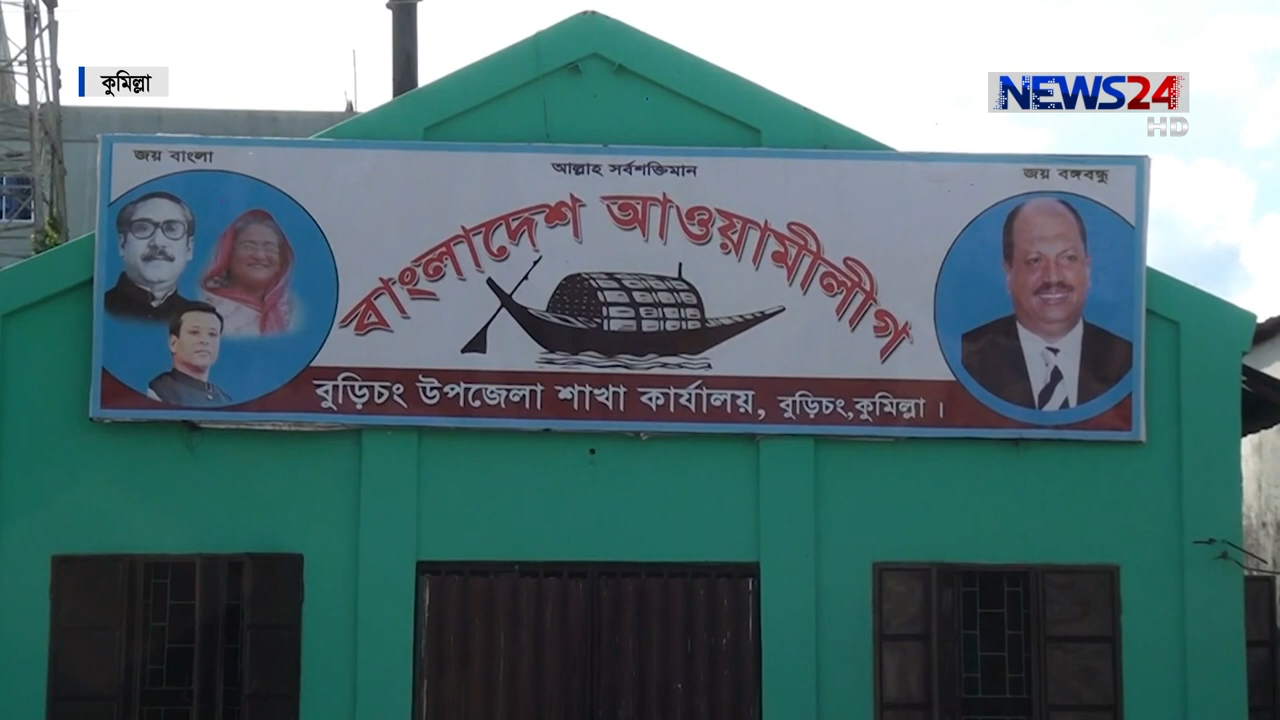 কুমিল্লা
NEWS24
HD
জয় বাংলা
আল্লাহ সর্বশক্তিমান
জয় বঙ্গবন্ধু
বাংলাদেশ আওয়ামীলীগ
বুড়িচং উপজেলা শাখা কার্যালয়, বুড়িচং,কুমিল্লা।